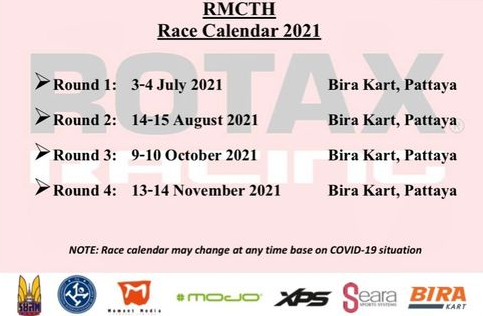 RMCTH
Race Calendar 2021
ROTAX
RACING
Round 1: 3-4 July 2021 Bira Kart, Pattaya
Round 2: 14-15 August 2021 Bira Kart, Pattaya
Round 3: 9-10 October 2021 Bira Kart, Pattaya
Round 4: 13-14 November 2021 Bira Kart, Pattaya
NOTE: Race calendar may change at any time base on COVID-19 situation
Moment Media
#MOJO
XPS
Seara
SPORTS SYSTEMS
BIRA
KART